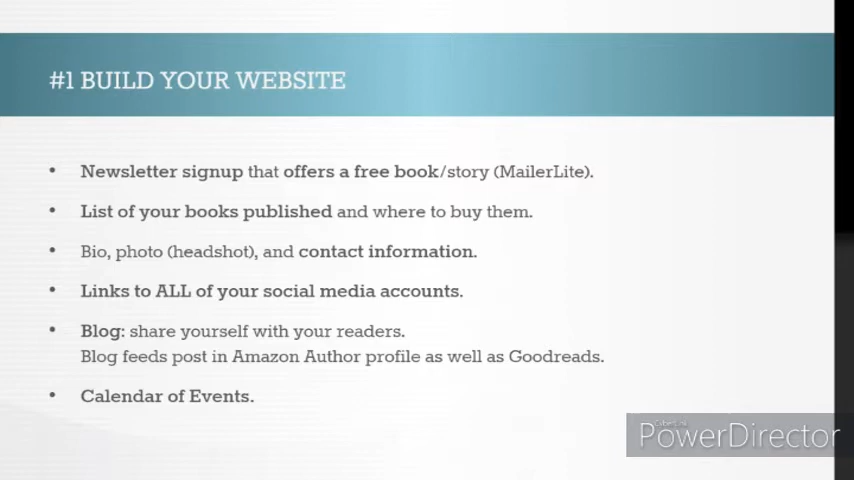 #1 BUILD YOUR WEBSITE
• Newsletter signup that offers a free book/story (MailerLite).
• List of your books published and where to buy them.
• Bio, photo (headshot), and contact information.
• Links to ALL of your social media accounts.
• Blog: share yourself with your readers.
Blog feeds post in Amazon Author profile as well as Goodreads.
• Calendar of Events.
CyberLink
PowerDirector